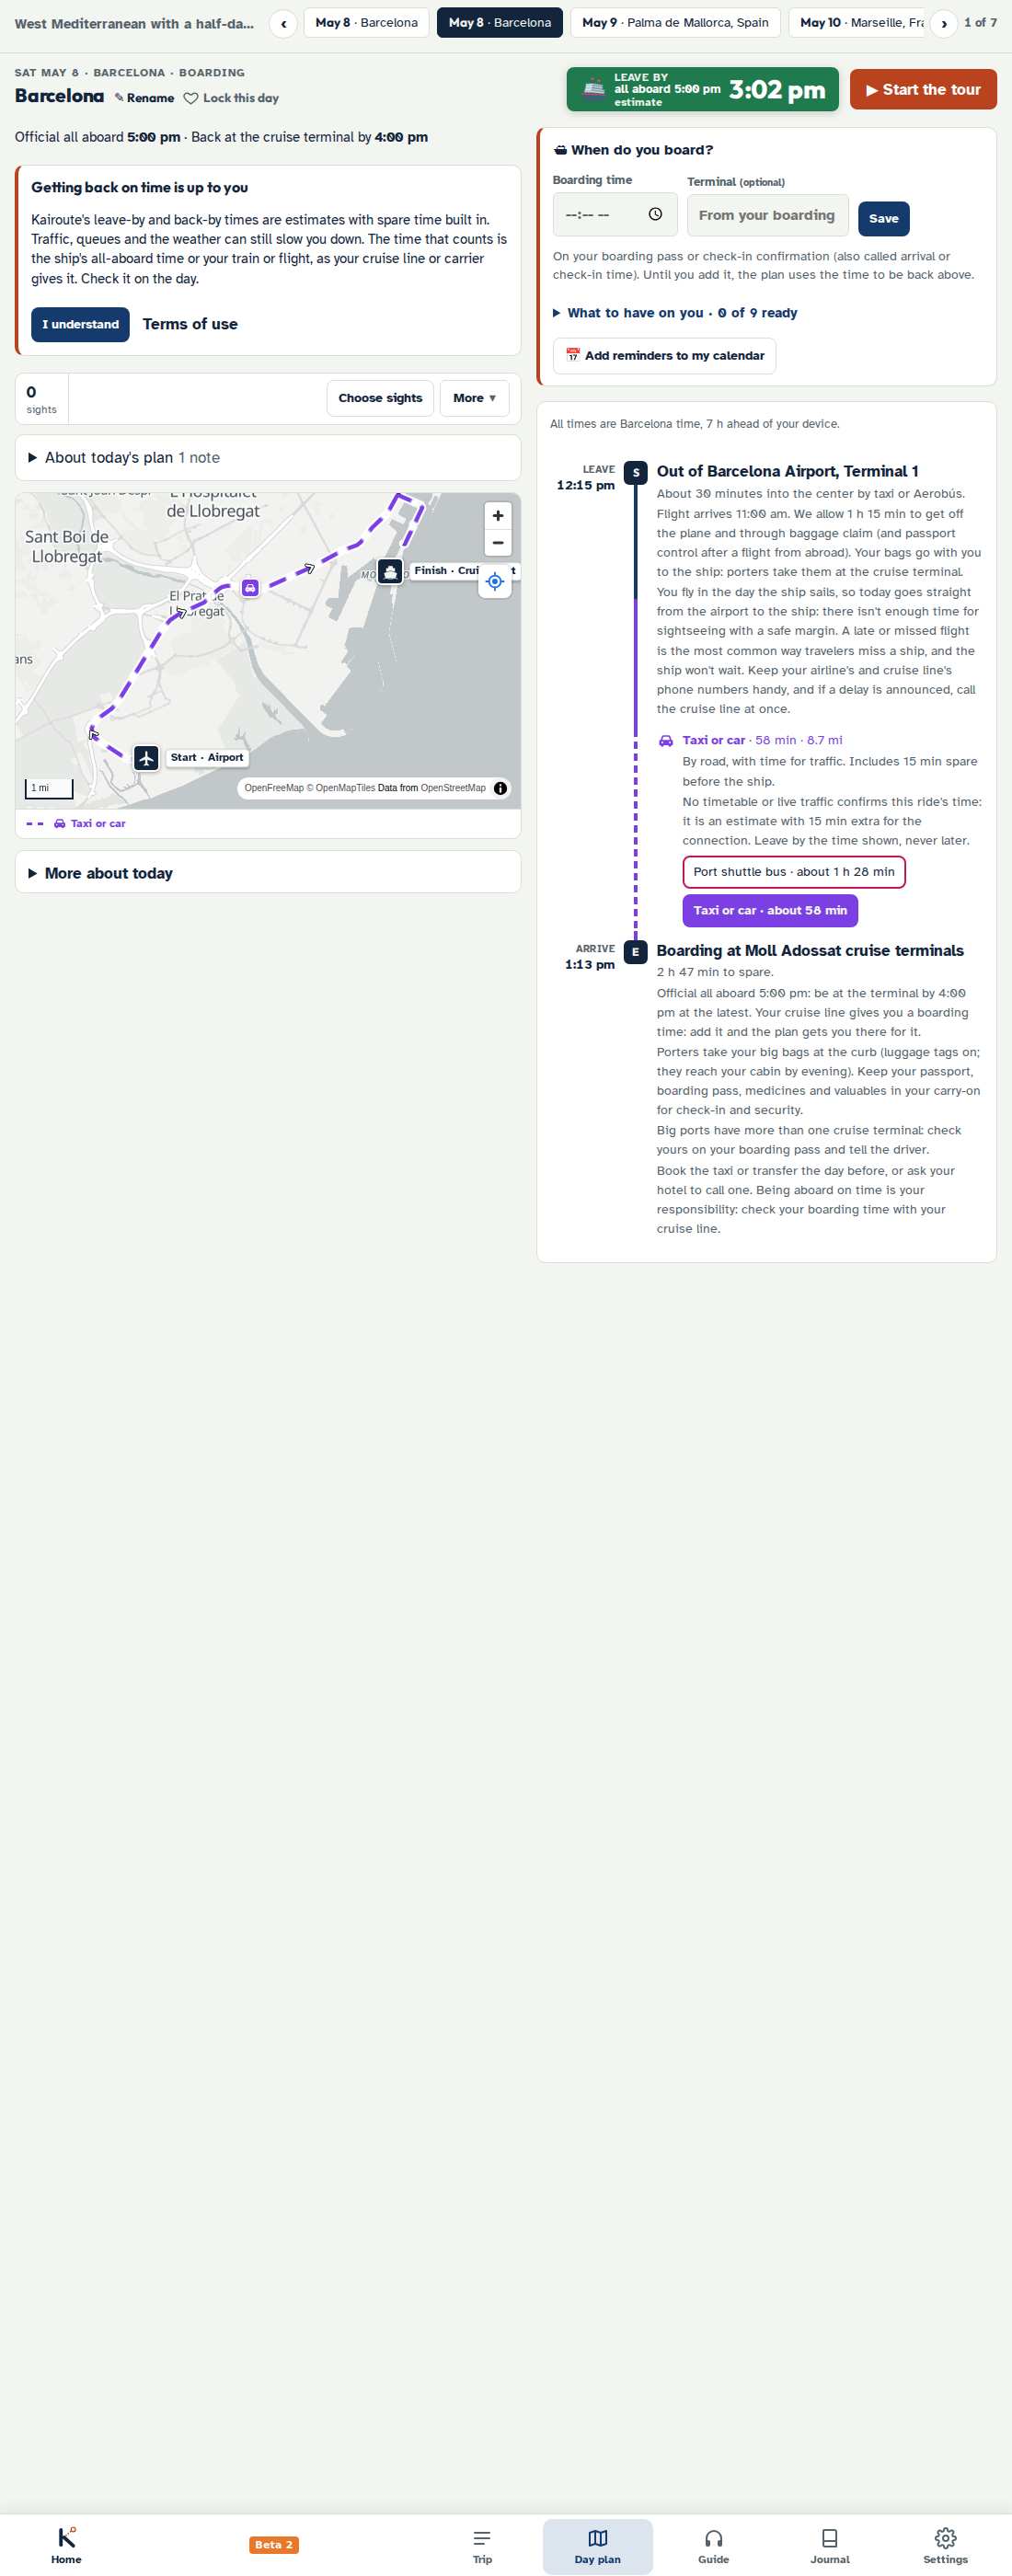 West Mediterranean with a half-da...
‹
May 8 · Barcelona
May 8 · Barcelona
May 9 · Palma de Mallorca, Spain
May 10 · Marseille, Fra
›
1 of 7
SAT MAY 8 · BARCELONA · BOARDING
Barcelona
✎ Rename
Lock this day
LEAVE BY
all aboard 5:00 pm
estimate
3:02 pm
▶ Start the tour
Official all aboard 5:00 pm · Back at the cruise terminal by 4:00 pm
Getting back on time is up to you
Kairoute's leave-by and back-by times are estimates with spare time built in.
Traffic, queues and the weather can still slow you down. The time that counts is
the ship's all-aboard time or your train or flight, as your cruise line or carrier
gives it. Check it on the day.
I understand
Terms of use
0
sights
Choose sights
More ▼
▶ About today's plan 1 note
de Llobregat
Sant Boi de
Llobregat
El Prat de
Llobregat
ans
Finish · Crui
Start · Airport
1 mi
OpenFreeMap © OpenMapTiles Data from OpenStreetMap
Taxi or car
▶ More about today
When do you board?
Boarding time
Terminal (optional)
--:-- --
From your boarding
Save
On your boarding pass or check-in confirmation (also called arrival or
check-in time). Until you add it, the plan uses the time to be back above.
▶ What to have on you · 0 of 9 ready
Add reminders to my calendar
All times are Barcelona time, 7 h ahead of your device.
LEAVE
12:15 pm
S
Out of Barcelona Airport, Terminal 1
About 30 minutes into the center by taxi or Aerobús.
Flight arrives 11:00 am. We allow 1 h 15 min to get off
the plane and through baggage claim (and passport
control after a flight from abroad). Your bags go with you
to the ship: porters take them at the cruise terminal.
You fly in the day the ship sails, so today goes straight
from the airport to the ship: there isn't enough time for
sightseeing with a safe margin. A late or missed flight
is the most common way travelers miss a ship, and the
ship won't wait. Keep your airline's and cruise line's
phone numbers handy, and if a delay is announced, call
the cruise line at once.
Taxi or car · 58 min · 8.7 mi
By road, with time for traffic. Includes 15 min spare
before the ship.
No timetable or live traffic confirms this ride's time:
it is an estimate with 15 min extra for the
connection. Leave by the time shown, never later.
Port shuttle bus · about 1 h 28 min
Taxi or car · about 58 min
ARRIVE
1:13 pm
E
Boarding at Moll Adossat cruise terminals
2 h 47 min to spare.
Official all aboard 5:00 pm: be at the terminal by 4:00
pm at the latest. Your cruise line gives you a boarding
time: add it and the plan gets you there for it.
Porters take your big bags at the curb (luggage tags on;
they reach your cabin by evening). Keep your passport,
boarding pass, medicines and valuables in your carry-on
for check-in and security.
Big ports have more than one cruise terminal: check
yours on your boarding pass and tell the driver.
Book the taxi or transfer the day before, or ask your
hotel to call one. Being aboard on time is your
responsibility: check your boarding time with your
cruise line.
Home
Beta 2
Trip
Day plan
Guide
Journal
Settings